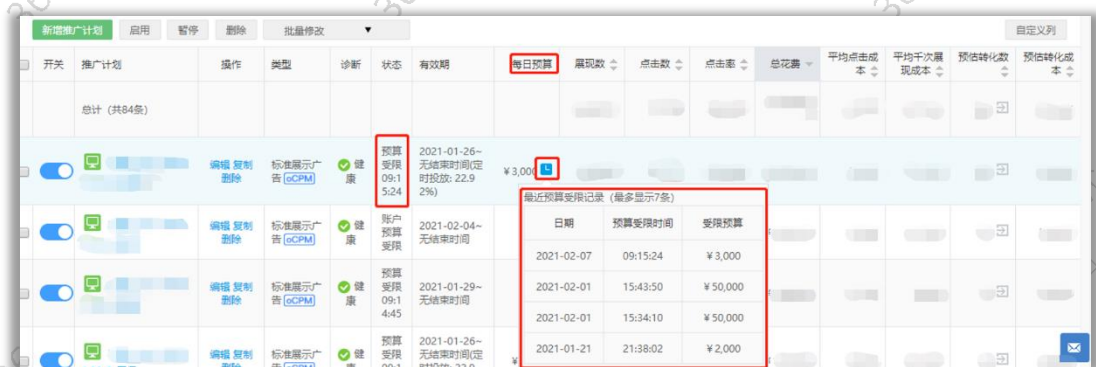 新增推广计划 启用 暂停 删除 批量修改 自定义列
开关 推广计划 操作 类型 诊断 状态 有效期 每日预算 展现数 点击数 点击率 总花费 平均点击成本 平均千次展现成本 预估转化数 预估转化成本
总计（共84条）
编辑 复制 删除 标准展示广告 oCPM 健康 预算受限 09:15:24 2021-01-26~无结束时间(定时投放: 22.92%) ¥3,000
最近预算受限记录（最多显示7条）
日期 预算受限时间 受限预算
2021-02-07 09:15:24 ¥3,000
2021-02-01 15:43:50 ¥50,000
2021-02-01 15:34:10 ¥50,000
2021-01-21 21:38:02 ¥2,000
编辑 复制 删除 标准展示广告 oCPM 健康 账户预算受限 2021-02-04~无结束时间
编辑 复制 删除 标准展示广告 oCPM 健康 预算受限 09:14:45 2021-01-29~无结束时间
编辑 复制 标准展示广 健康 预算受限 2021-01-26~无结束时间(定 ¥